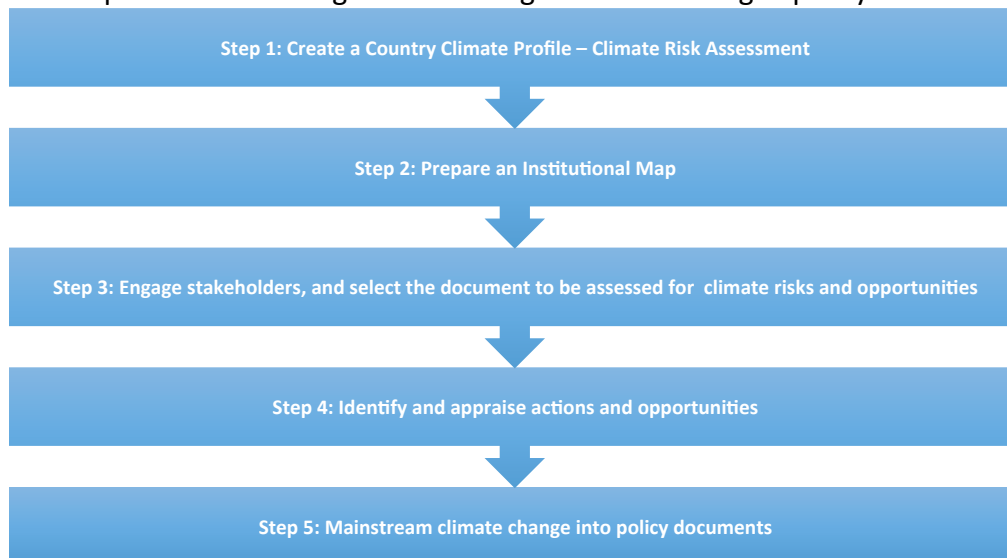 Step 1: Create a Country Climate Profile – Climate Risk Assessment
Step 2: Prepare an Institutional Map
Step 3: Engage stakeholders, and select the document to be assessed for  climate risks and opportunities
Step 4: Identify and appraise actions and opportunities
Step 5: Mainstream climate change into policy documents